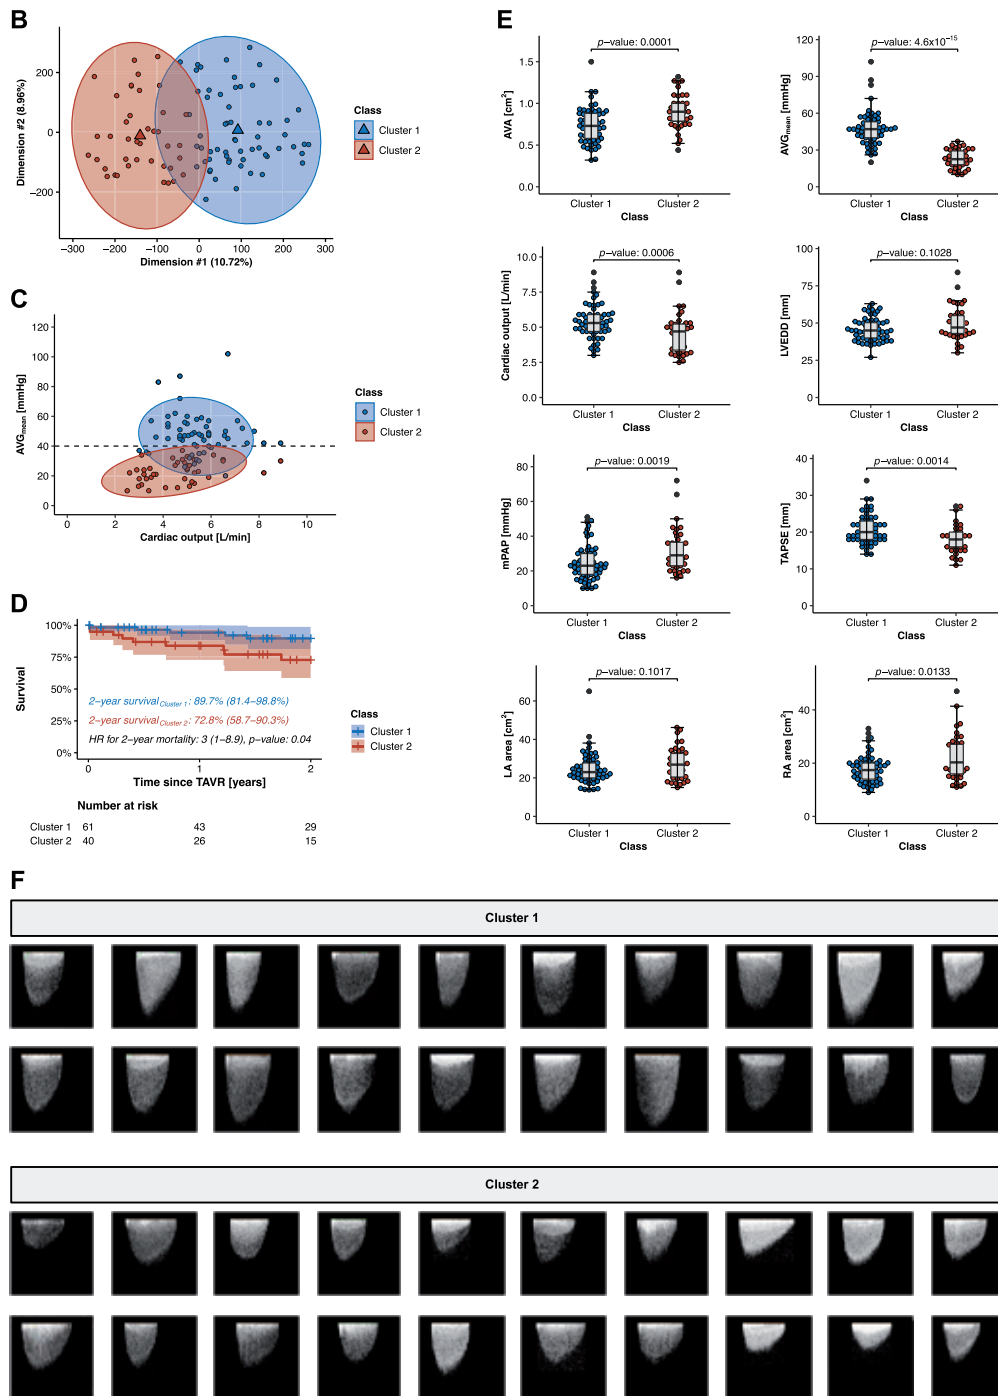 B
Dimension #2 (8.96%)
200
0
−200
−300
−200
−100
0
100
200
300
Dimension #1 (10.72%)
Class
Cluster 1
Cluster 2
C
AVGmean [mmHg]
120
100
80
60
40
20
0
0
2
4
6
8
10
Cardiac output [L/min]
Class
Cluster 1
Cluster 2
D
Survival
100%
75%
50%
25%
0%
2−year survival Cluster 1: 89.7% (81.4−98.8%)
2−year survival Cluster 2: 72.8% (58.7−90.3%)
HR for 2−year mortality: 3 (1−8.9), p−value: 0.04
0
1
2
Time since TAVR [years]
Class
Cluster 1
Cluster 2
Number at risk
Cluster 1 61 43 29
Cluster 2 40 26 15
E
p−value: 0.0001
AVA [cm²]
1.5
1.0
0.5
0.0
Cluster 1
Cluster 2
Class
p−value: 4.6x10⁻¹⁵
AVGmean [mmHg]
120
90
60
30
0
Cluster 1
Cluster 2
Class
p−value: 0.0006
Cardiac output [L/min]
10.0
7.5
5.0
2.5
0.0
Cluster 1
Cluster 2
p−value: 0.1028
LVEDD [mm]
100
75
50
25
0
Cluster 1
Cluster 2
p−value: 0.0019
mPAP [mmHg]
80
60
40
20
0
Cluster 1
Cluster 2
p−value: 0.0014
TAPSE [mm]
40
30
20
10
0
Cluster 1
Cluster 2
p−value: 0.1017
LA area [cm²]
60
40
20
0
Cluster 1
Cluster 2
Class
p−value: 0.0133
RA area [cm²]
40
20
0
Cluster 1
Cluster 2
Class
F
Cluster 1
Cluster 2